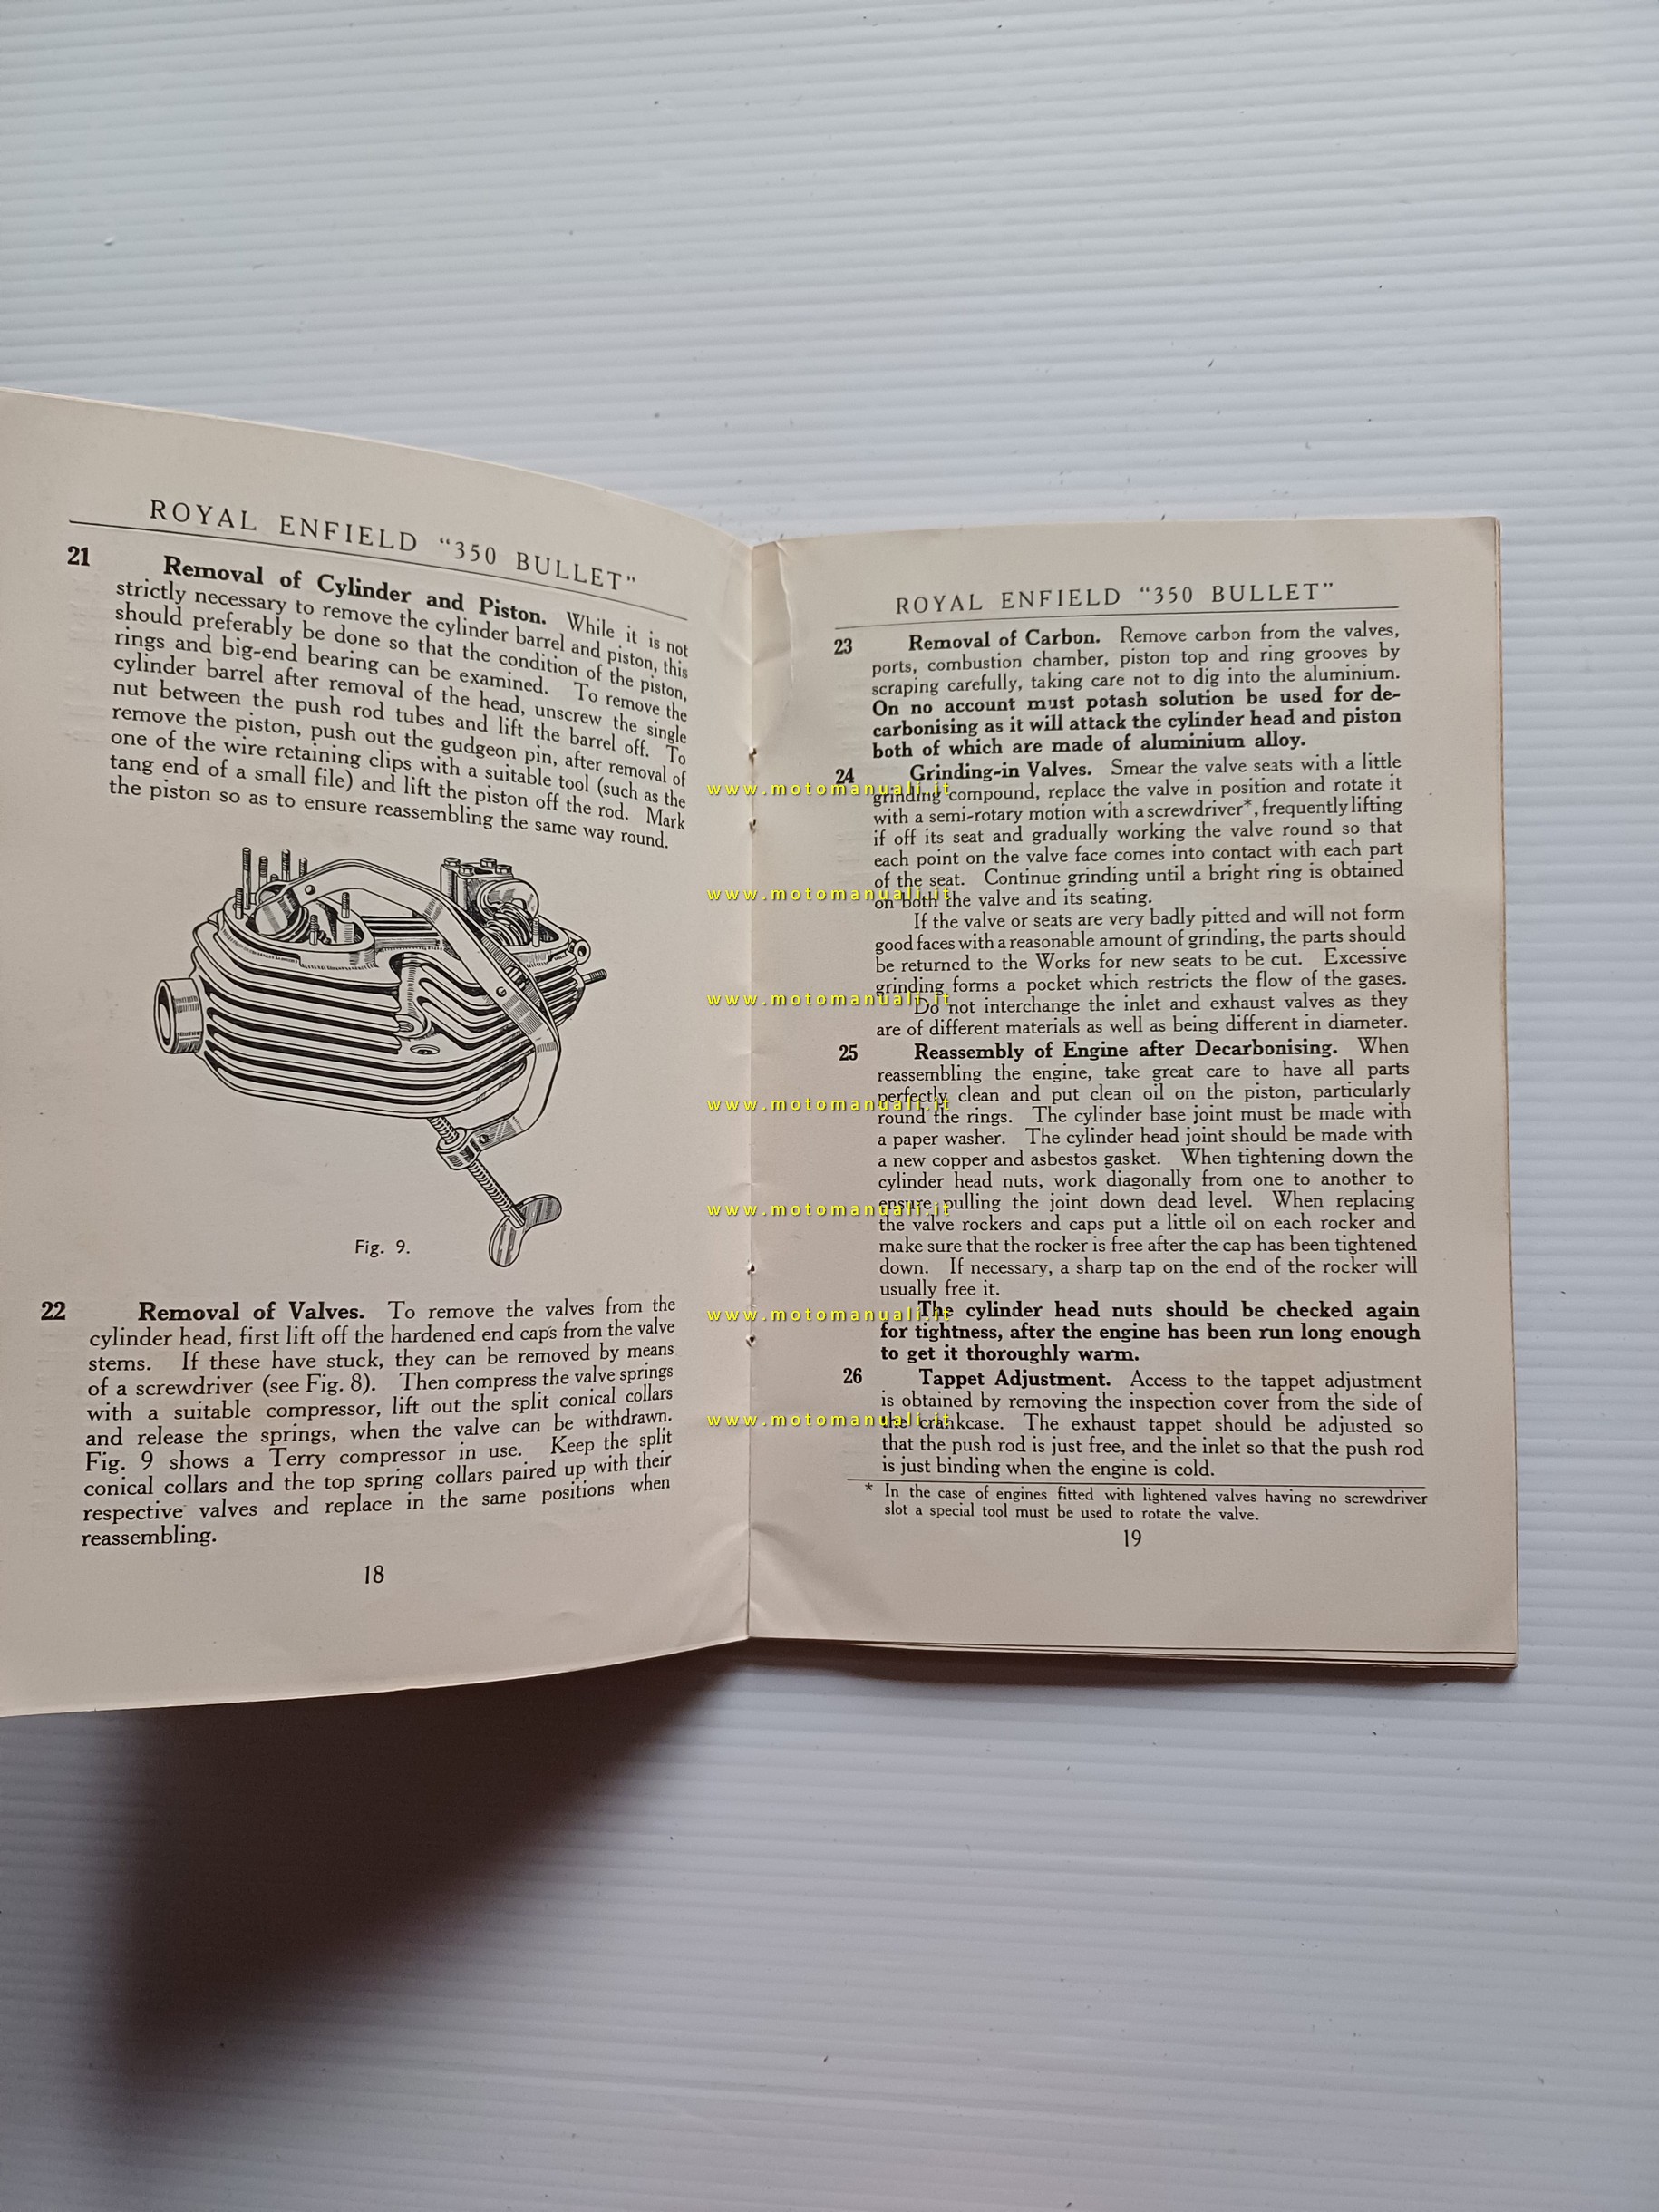 ROYAL ENFIELD “350 BULLET”
21 Removal of Cylinder and Piston. While it is not
strictly necessary to remove the cylinder barrel and piston, this
should preferably be done so that the condition of the piston,
rings and big-end bearing can be examined. To remove the
cylinder barrel after removal of the head, unscrew the single
nut between the push rod tubes and lift the barrel off. To
remove the piston, push out the gudgeon pin, after removal of
one of the wire retaining clips with a suitable tool (such as the
tang end of a small file) and lift the piston off the rod. Mark
the piston so as to ensure reassembling the same way round.
Fig. 9.
22 Removal of Valves. To remove the valves from the
cylinder head, first lift off the hardened end caps from the valve
stems. If these have stuck, they can be removed by means
of a screwdriver (see Fig. 8). Then compress the valve springs
with a suitable compressor, lift out the split conical collars
and release the springs, when the valve can be withdrawn.
Fig. 9 shows a Terry compressor in use. Keep the split
conical collars and the top spring collars paired up with their
respective valves and replace in the same positions when
reassembling.
18
ROYAL ENFIELD “350 BULLET”
23 Removal of Carbon. Remove carbon from the valves,
ports, combustion chamber, piston top and ring grooves by
scraping carefully, taking care not to dig into the aluminium.
On no account must potash solution be used for de-
carbonising as it will attack the cylinder head and piston
both of which are made of aluminium alloy.
24 Grinding-in Valves. Smear the valve seats with a little
grinding compound, replace the valve in position and rotate it
with a semi-rotary motion with a screwdriver*, frequently lifting
if off its seat and gradually working the valve round so that
each point on the valve face comes into contact with each part
of the seat. Continue grinding until a bright ring is obtained
on both the valve and its seating.
If the valve or seats are very badly pitted and will not form
good faces with a reasonable amount of grinding, the parts should
be returned to the Works for new seats to be cut. Excessive
grinding forms a pocket which restricts the flow of the gases.
Do not interchange the inlet and exhaust valves as they
are of different materials as well as being different in diameter.
25 Reassembly of Engine after Decarbonising. When
reassembling the engine, take great care to have all parts
perfectly clean and put clean oil on the piston, particularly
round the rings. The cylinder base joint must be made with
a paper washer. The cylinder head joint should be made with
a new copper and asbestos gasket. When tightening down the
cylinder head nuts, work diagonally from one to another to
ensure pulling the joint down dead level. When replacing
the valve rockers and caps put a little oil on each rocker and
make sure that the rocker is free after the cap has been tightened
down. If necessary, a sharp tap on the end of the rocker will
usually free it.
The cylinder head nuts should be checked again
for tightness, after the engine has been run long enough
to get it thoroughly warm.
26 Tappet Adjustment. Access to the tappet adjustment
is obtained by removing the inspection cover from the side of
the crankcase. The exhaust tappet should be adjusted so
that the push rod is just free, and the inlet so that the push rod
is just binding when the engine is cold.
* In the case of engines fitted with lightened valves having no screwdriver
slot a special tool must be used to rotate the valve.
19
www.motomanuali.it
www.motomanuali.it
www.motomanuali.it
www.motomanuali.it
www.motomanuali.it
www.motomanuali.it
www.motomanuali.it